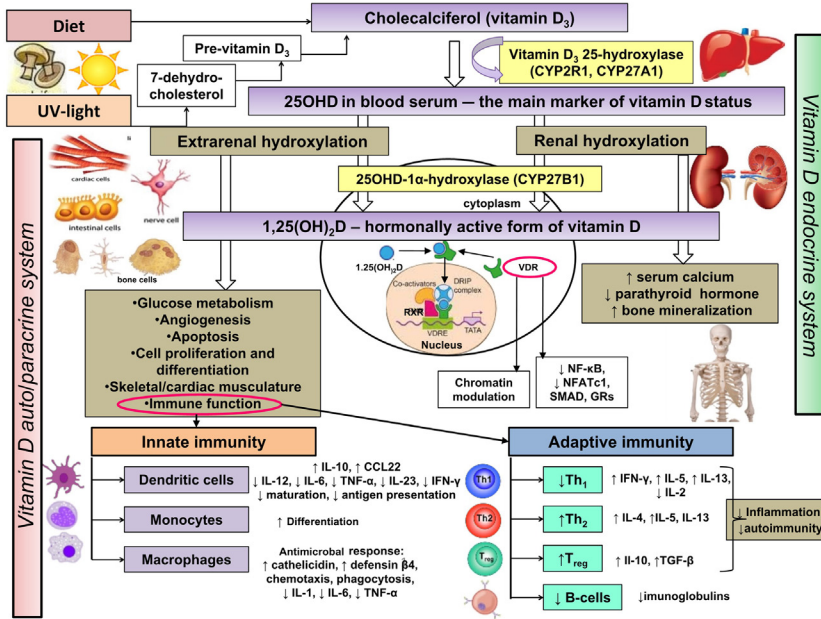 Diet
Cholecalciferol (vitamin D3)
Pre-vitamin D3
Vitamin D3 25-hydroxylase
(CYP2R1, CYP27A1)
7-dehydro-
cholesterol
UV-light
25OHD in blood serum — the main marker of vitamin D status
Extrarenal hydroxylation
Renal hydroxylation
cardiac cells
nerve cell
25OHD-1α-hydroxylase (CYP27B1)
cytoplasm
intestinal cells
1,25(OH)2D – hormonally active form of vitamin D
bone cells
1.25(OH)2D
VDR
Co-activators
DRIP
complex
RXR
VDRE
TATA
Nucleus
↑ serum calcium
↓ parathyroid hormone
↑ bone mineralization
•Glucose metabolism
•Angiogenesis
•Apoptosis
•Cell proliferation and
differentiation
•Skeletal/cardiac musculature
•Immune function
Chromatin
modulation
↓ NF-κB,
↓ NFATc1,
SMAD, GRs
Vitamin D auto/paracrine system
Vitamin D endocrine system
Innate immunity
Dendritic cells
↑ IL-10, ↑ CCL22
↓ IL-12, ↓ IL-6, ↓ TNF-α, ↓ IL-23, ↓ IFN-γ
↓ maturation, ↓ antigen presentation
Monocytes
↑ Differentiation
Macrophages
Antimicrobial response:
↑ cathelicidin, ↑ defensin β4,
chemotaxis, phagocytosis,
↓ IL-1, ↓ IL-6, ↓ TNF-α
Adaptive immunity
Th1
↓Th1
↑ IFN-γ, ↑ IL-5, ↑ IL-13,
↓ IL-2
Th2
↑Th2
↑ IL-4, ↑IL-5, IL-13
Treg
↑Treg
↑ Il-10, ↑TGF-β
↓ B-cells
↓imunoglobulins
↓ Inflammation
↓autoimmunity